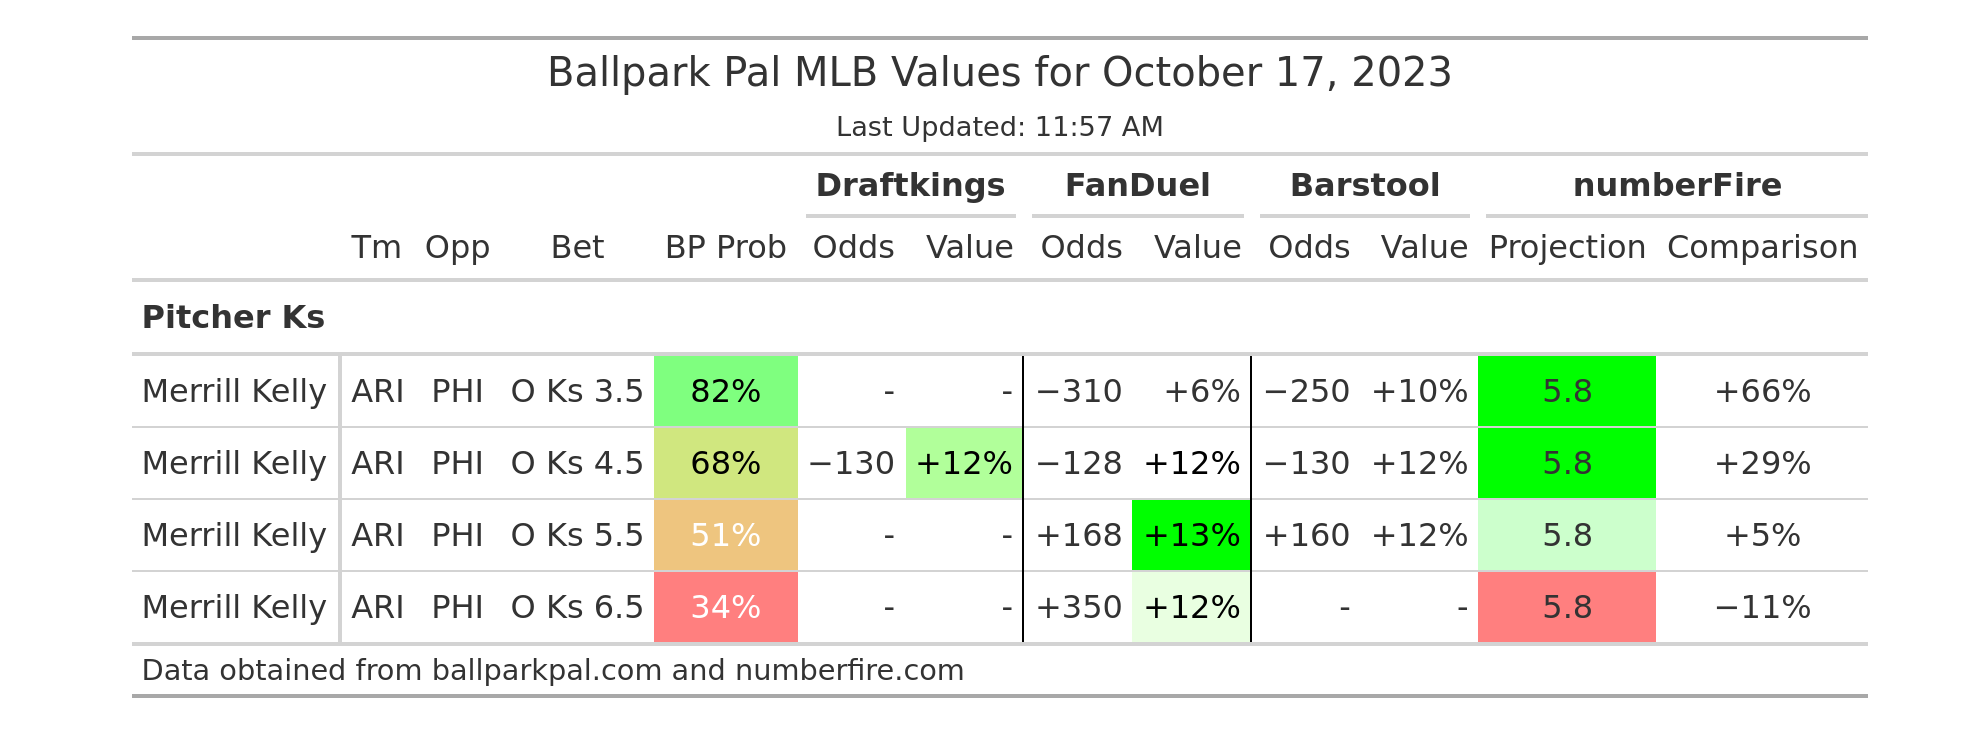 Ballpark Pal MLB Values for October 17, 2023
Last Updated: 11:57 AM
Draftkings FanDuel Barstool numberFire
Tm Opp Bet BP Prob Odds Value Odds Value Odds Value Projection Comparison
Pitcher Ks
Merrill Kelly ARI PHI O Ks 3.5 82% - - −310 +6% −250 +10% 5.8 +66%
Merrill Kelly ARI PHI O Ks 4.5 68% −130 +12% −128 +12% −130 +12% 5.8 +29%
Merrill Kelly ARI PHI O Ks 5.5 51% - - +168 +13% +160 +12% 5.8 +5%
Merrill Kelly ARI PHI O Ks 6.5 34% - - +350 +12% - - 5.8 −11%
Data obtained from ballparkpal.com and numberfire.com